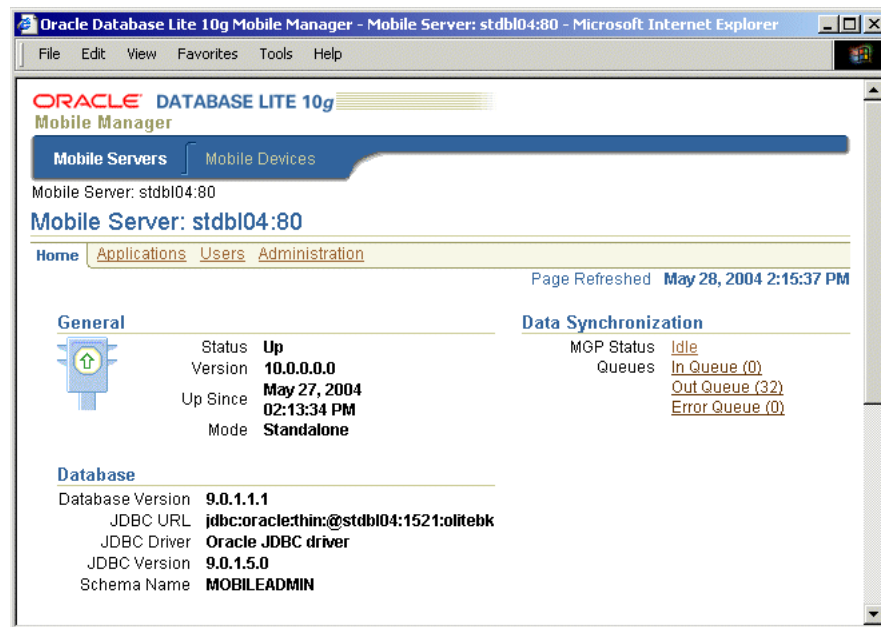 Oracle Database Lite 10g Mobile Manager - Mobile Server: stdbl04:80 - Microsoft Internet Explorer
File Edit View Favorites Tools Help
ORACLE DATABASE LITE 10g
Mobile Manager
Mobile Servers Mobile Devices
Mobile Server: stdbl04:80
Mobile Server: stdbl04:80
Home Applications Users Administration
Page Refreshed May 28, 2004 2:15:37 PM
General
Status Up
Version 10.0.0.0.0
Up Since May 27, 2004
02:13:34 PM
Mode Standalone
Data Synchronization
MGP Status Idle
Queues In Queue (0)
Out Queue (32)
Error Queue (0)
Database
Database Version 9.0.1.1.1
JDBC URL jdbc:oracle:thin:@stdbl04:1521:olitebk
JDBC Driver Oracle JDBC driver
JDBC Version 9.0.1.5.0
Schema Name MOBILEADMIN